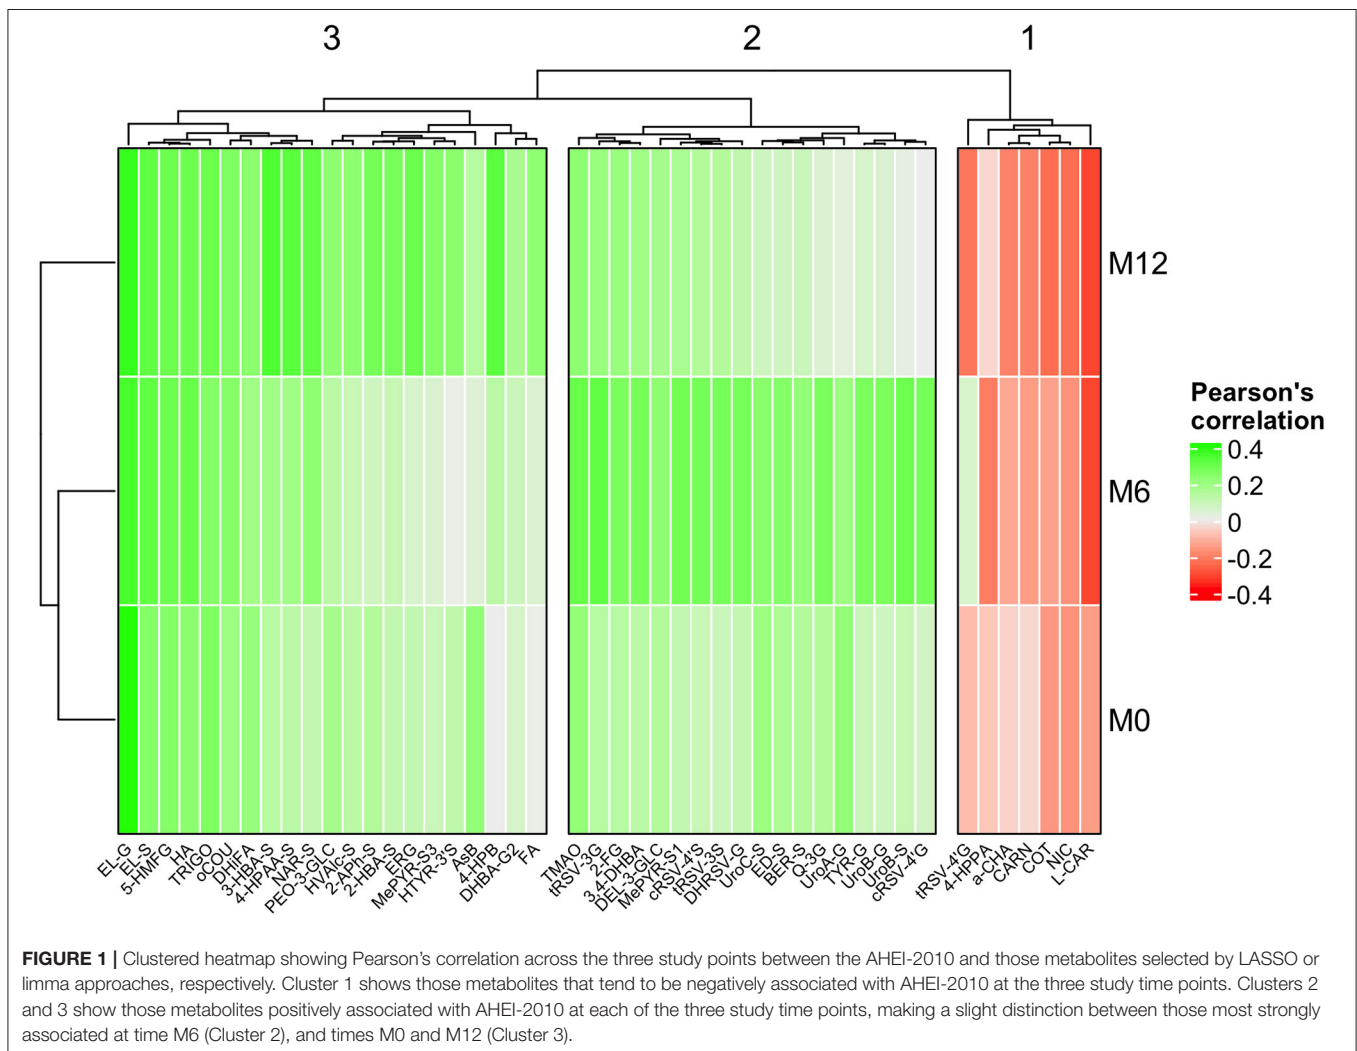 3 2 1
M12
M6
M0
Pearson's
correlation
0.4
0.2
0
-0.2
-0.4
EL-G
EL-S
5-HMFG
HA
TRIGO
oCOU
DHFA
3-HBA-S
4-HPAA-S
NAR-S
PEO-3-GLC
HVAlc-S
2-APh-S
2-HBA-S
ERG
MePYR-S3
HTYR-3'S
AsB
4-HPB
DHBA-G2
FA
TMAO
tRSV-3G
2-FG
3,4-DHBA
DEL-3-GLC
MePYR-S1
cRSV-4'S
tRSV-3S
DHRSV-G
UroC-S
ED-S
BER-S
Q-3G
UroA-G
TYR-G
UroB-G
UroB-S
cRSV-4'G
tRSV-4'G
4-HPPA
a-CHA
CARN
COT
NIC
L-CAR
FIGURE 1 | Clustered heatmap showing Pearson's correlation across the three study points between the AHEI-2010 and those metabolites selected by LASSO or
limma approaches, respectively. Cluster 1 shows those metabolites that tend to be negatively associated with AHEI-2010 at the three study time points. Clusters 2
and 3 show those metabolites positively associated with AHEI-2010 at each of the three study time points, making a slight distinction between those most strongly
associated at time M6 (Cluster 2), and times M0 and M12 (Cluster 3).